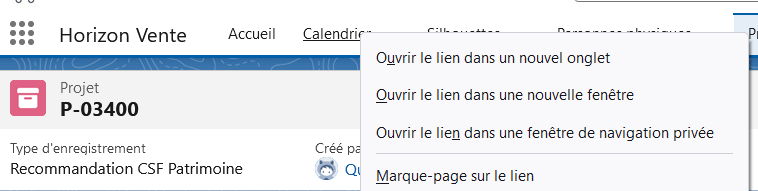 Horizon Vente Accueil Calendrier Silhouettes Personnes physiques
Ouvrir le lien dans un nouvel onglet
Projet
P-03400
Ouvrir le lien dans une nouvelle fenêtre
Ouvrir le lien dans une fenêtre de navigation privée
Type d'enregistrement Créé pa
Recommandation CSF Patrimoine Qu
Marque-page sur le lien